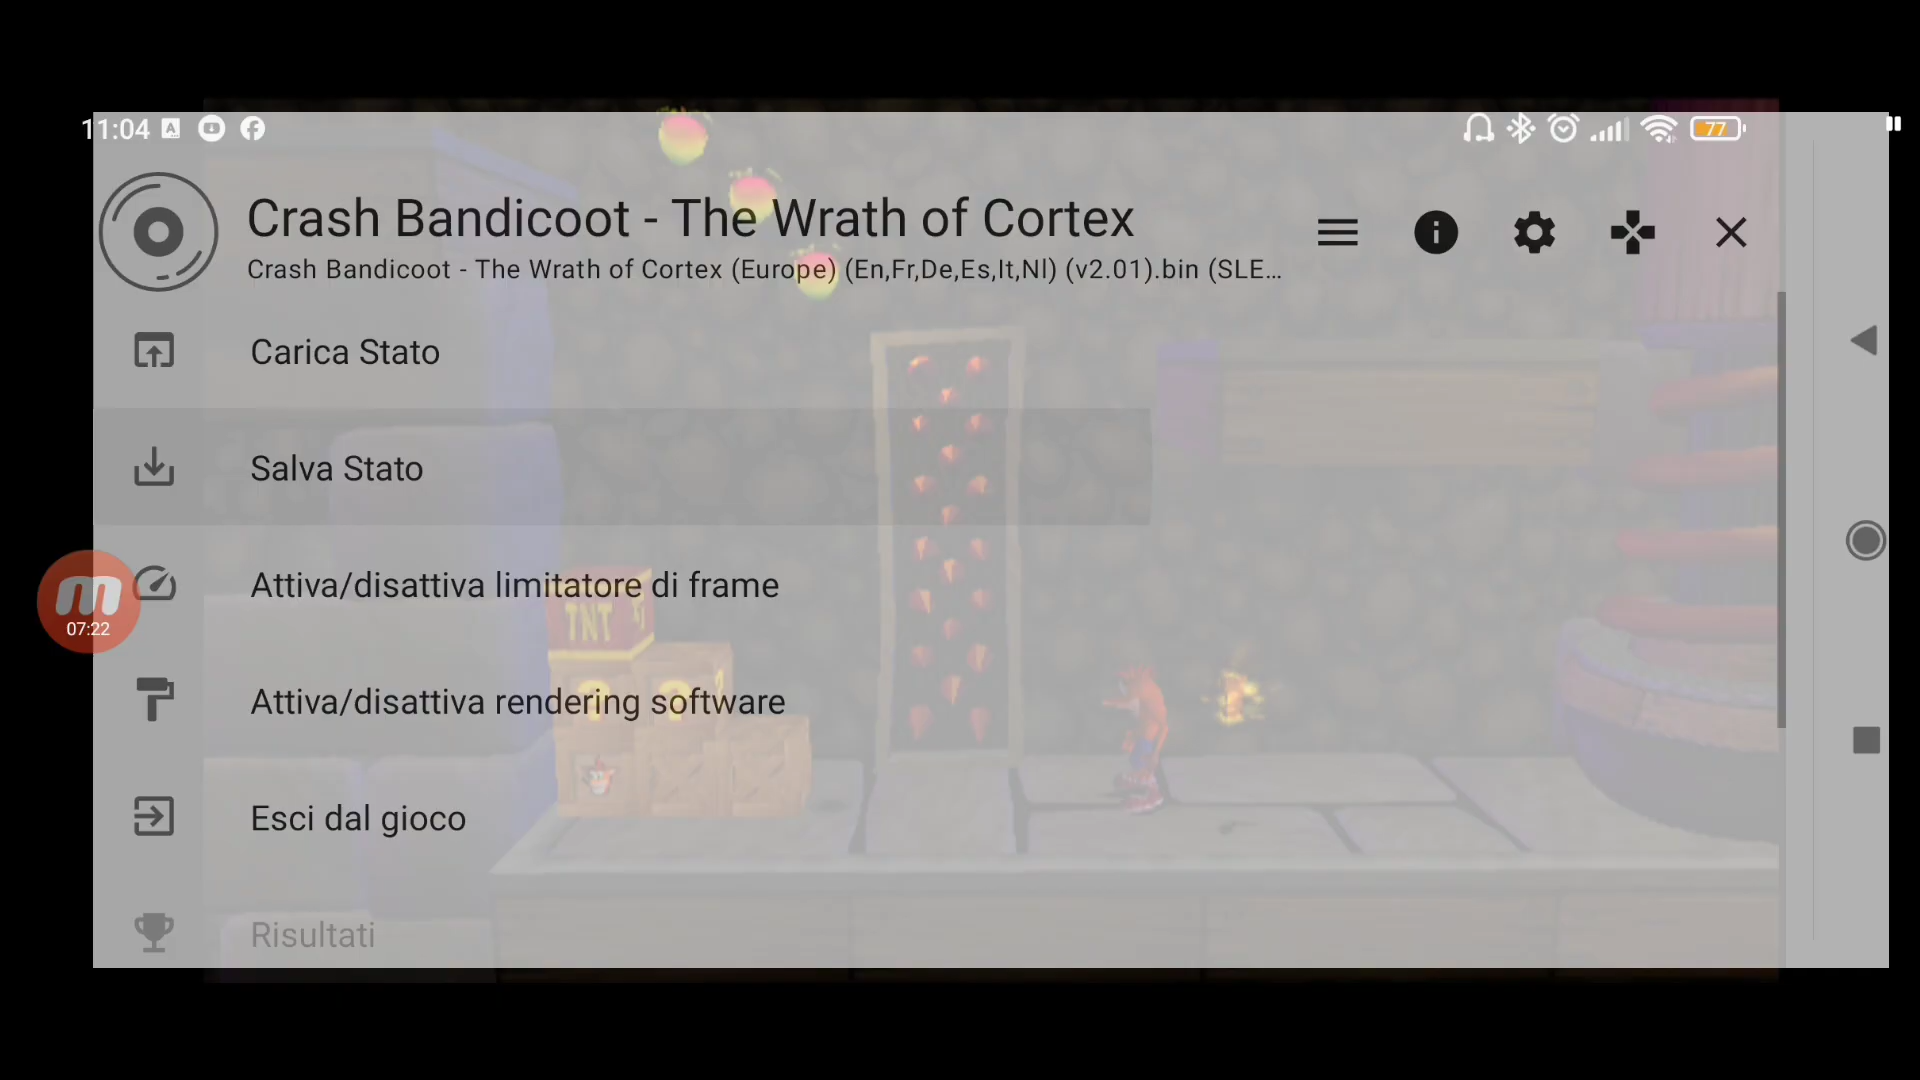 11:04
77
Crash Bandicoot - The Wrath of Cortex
Crash Bandicoot - The Wrath of Cortex (Europe) (En,Fr,De,Es,It,Nl) (v2.01).bin (SLE...
Carica Stato
Salva Stato
Attiva/disattiva limitatore di frame
TNT
07:22
Attiva/disattiva rendering software
? ?
Esci dal gioco
Risultati